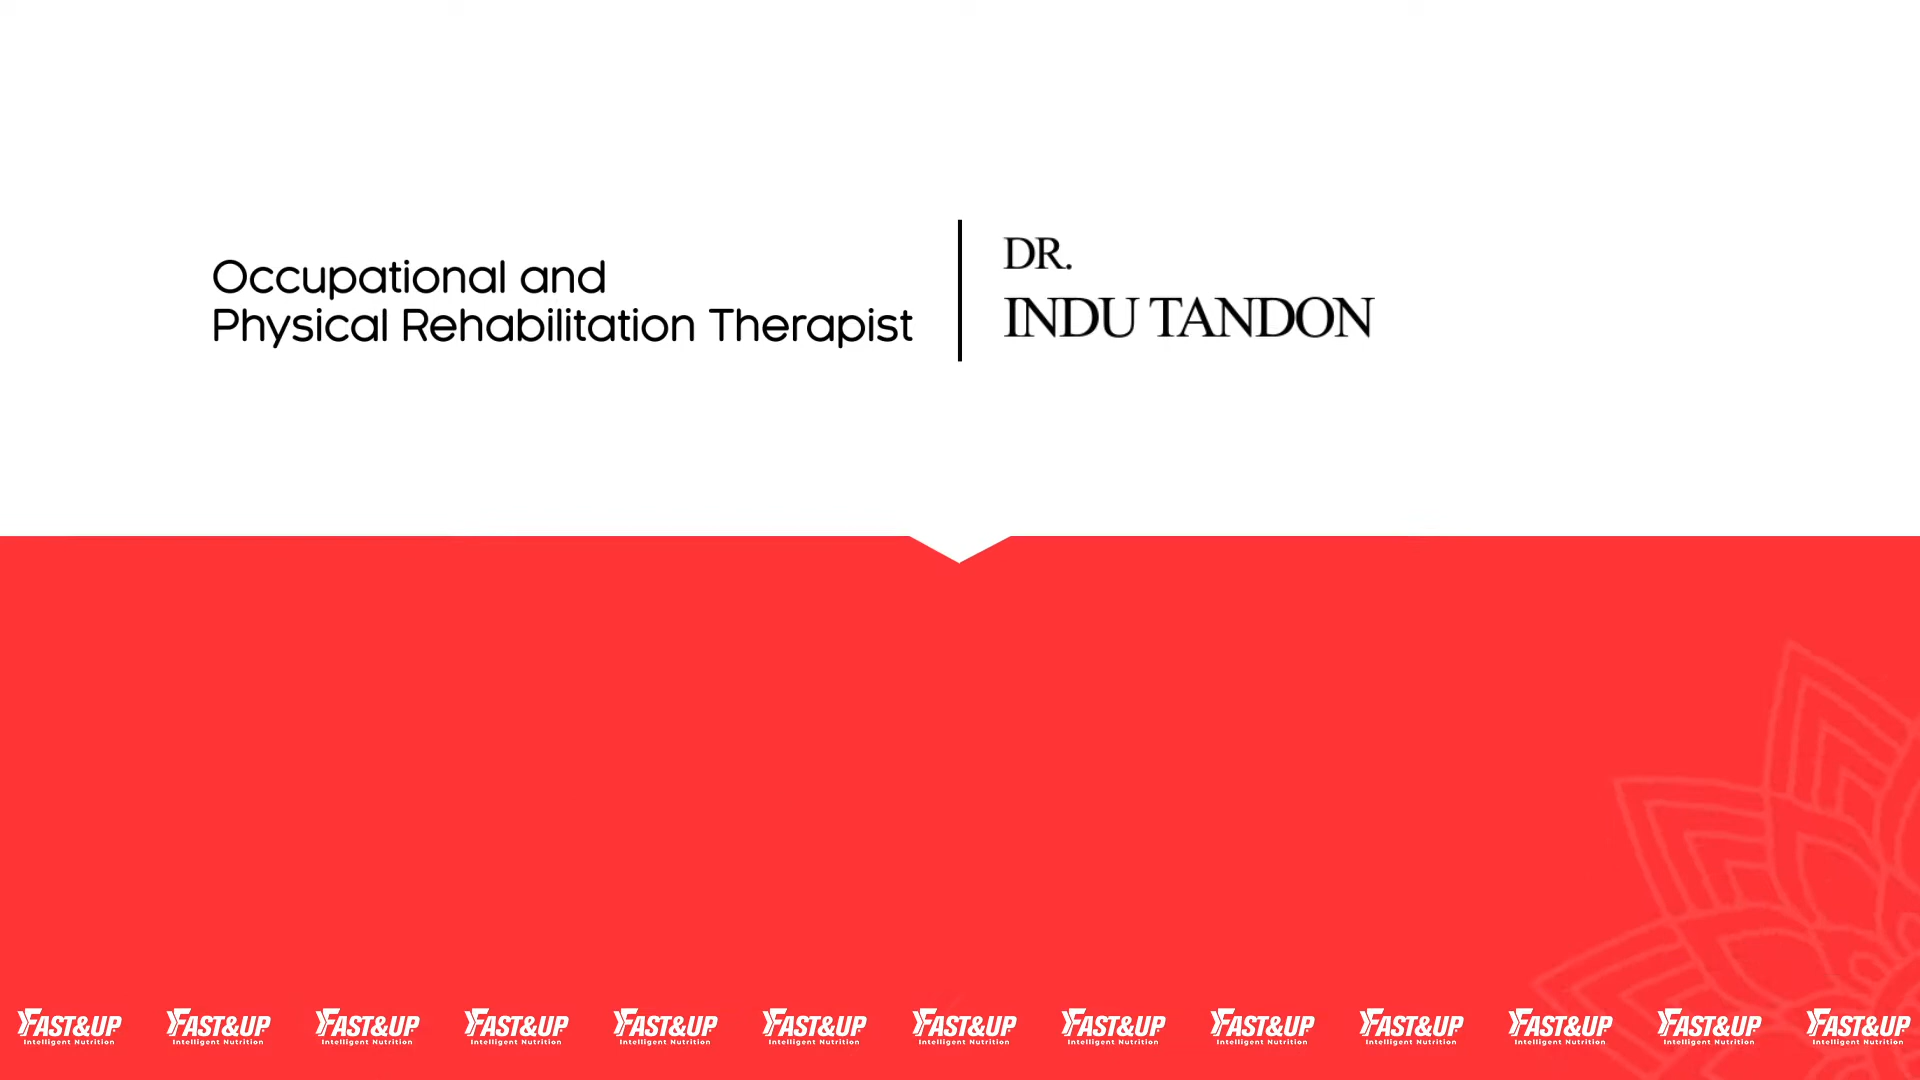 Occupational and
Physical Rehabilitation Therapist
DR.
INDU TANDON
FAST&UP FAST&UP FAST&UP FAST&UP FAST&UP FAST&UP FAST&UP FAST&UP FAST&UP FAST&UP FAST&UP FAST&UP FAST&UP
Intelligent Nutrition Intelligent Nutrition Intelligent Nutrition Intelligent Nutrition Intelligent Nutrition Intelligent Nutrition Intelligent Nutrition Intelligent Nutrition Intelligent Nutrition Intelligent Nutrition Intelligent Nutrition Intelligent Nutrition Intelligent Nutrition